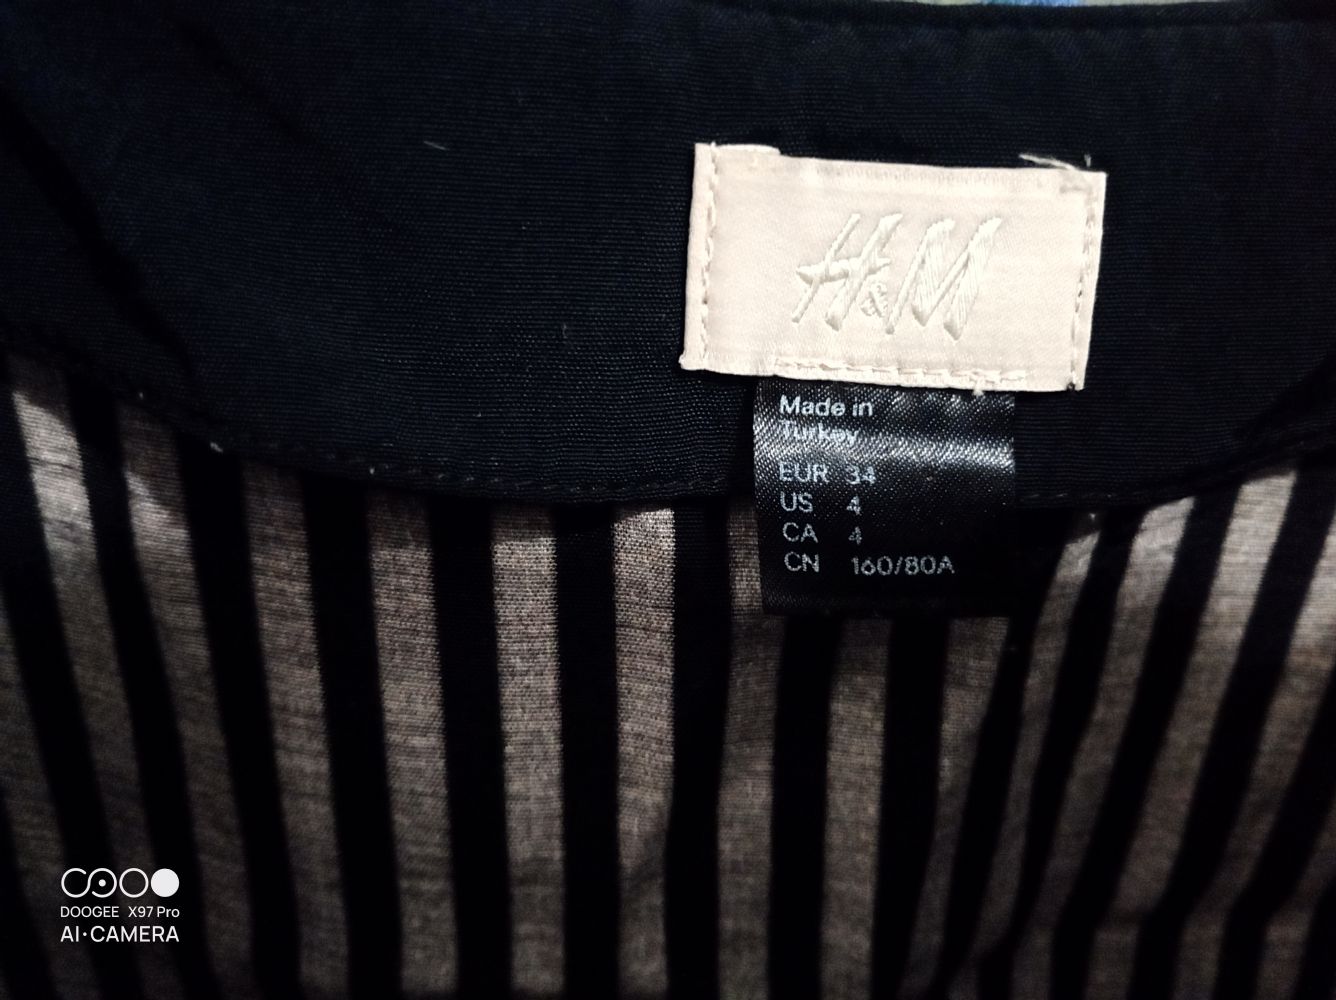 H&M
Made in
Turkey
EUR 34
US 4
CA 4
CN 160/80A
DOOGEE X97 Pro
AI·CAMERA